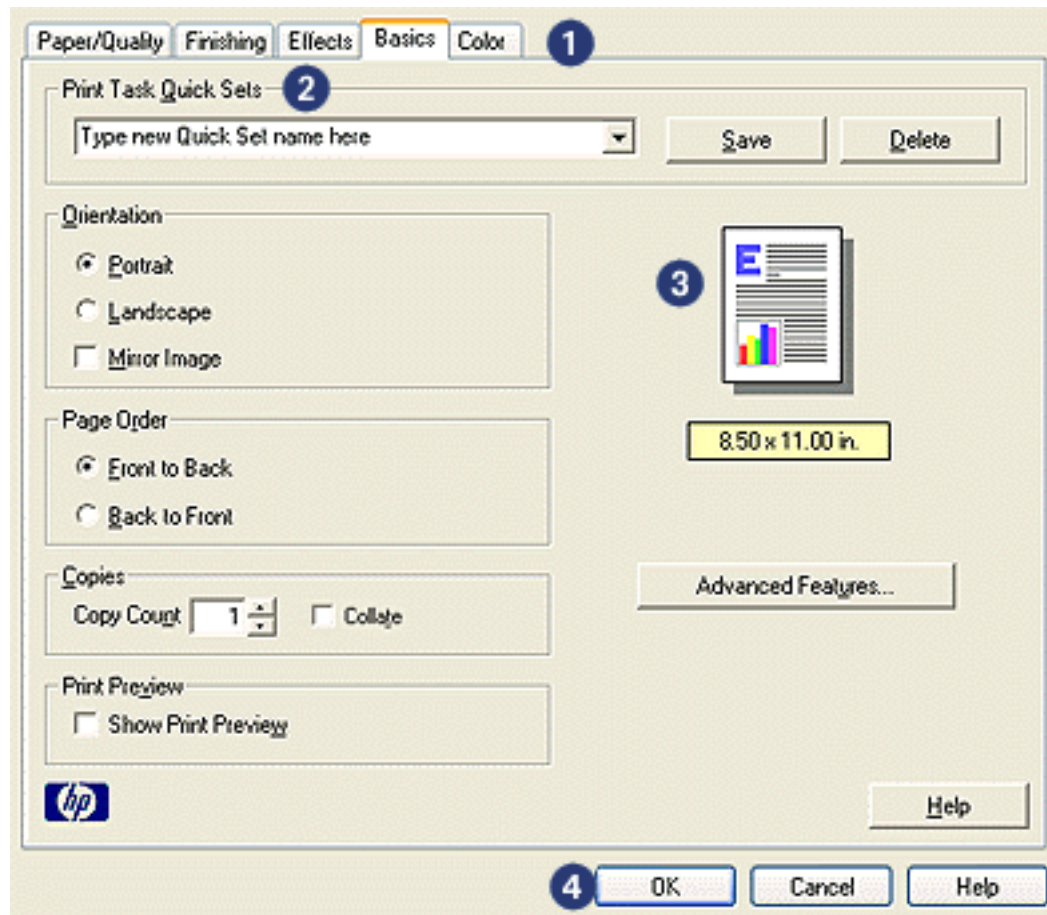 Paper/Quality Finishing Effects Basics Color 1
Print Task Quick Sets 2
Type new Quick Set name here Save Delete
Orientation
Portrait
Landscape
Mirror Image
3
E
8.50 x 11.00 in.
Page Order
Front to Back
Back to Front
Advanced Features...
Copies
Copy Count 1 Collate
Print Preview
Show Print Preview
hp
Help
4 OK Cancel Help